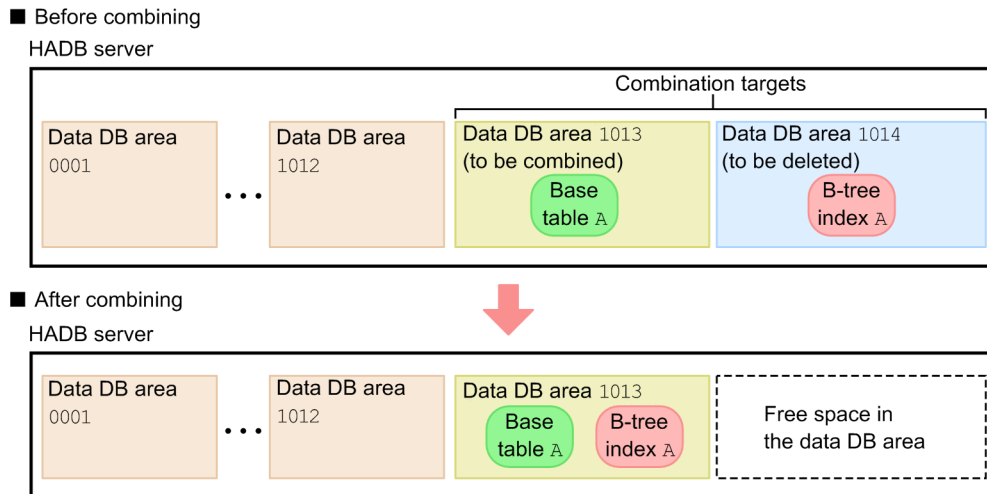 ■ Before combining
HADB server
Combination targets
Data DB area
0001
...
Data DB area
1012
Data DB area 1013
(to be combined)
Base
table A
Data DB area 1014
(to be deleted)
B-tree
index A
■ After combining
HADB server
Data DB area
0001
...
Data DB area
1012
Data DB area 1013
Base
table A
B-tree
index A
Free space in
the data DB area